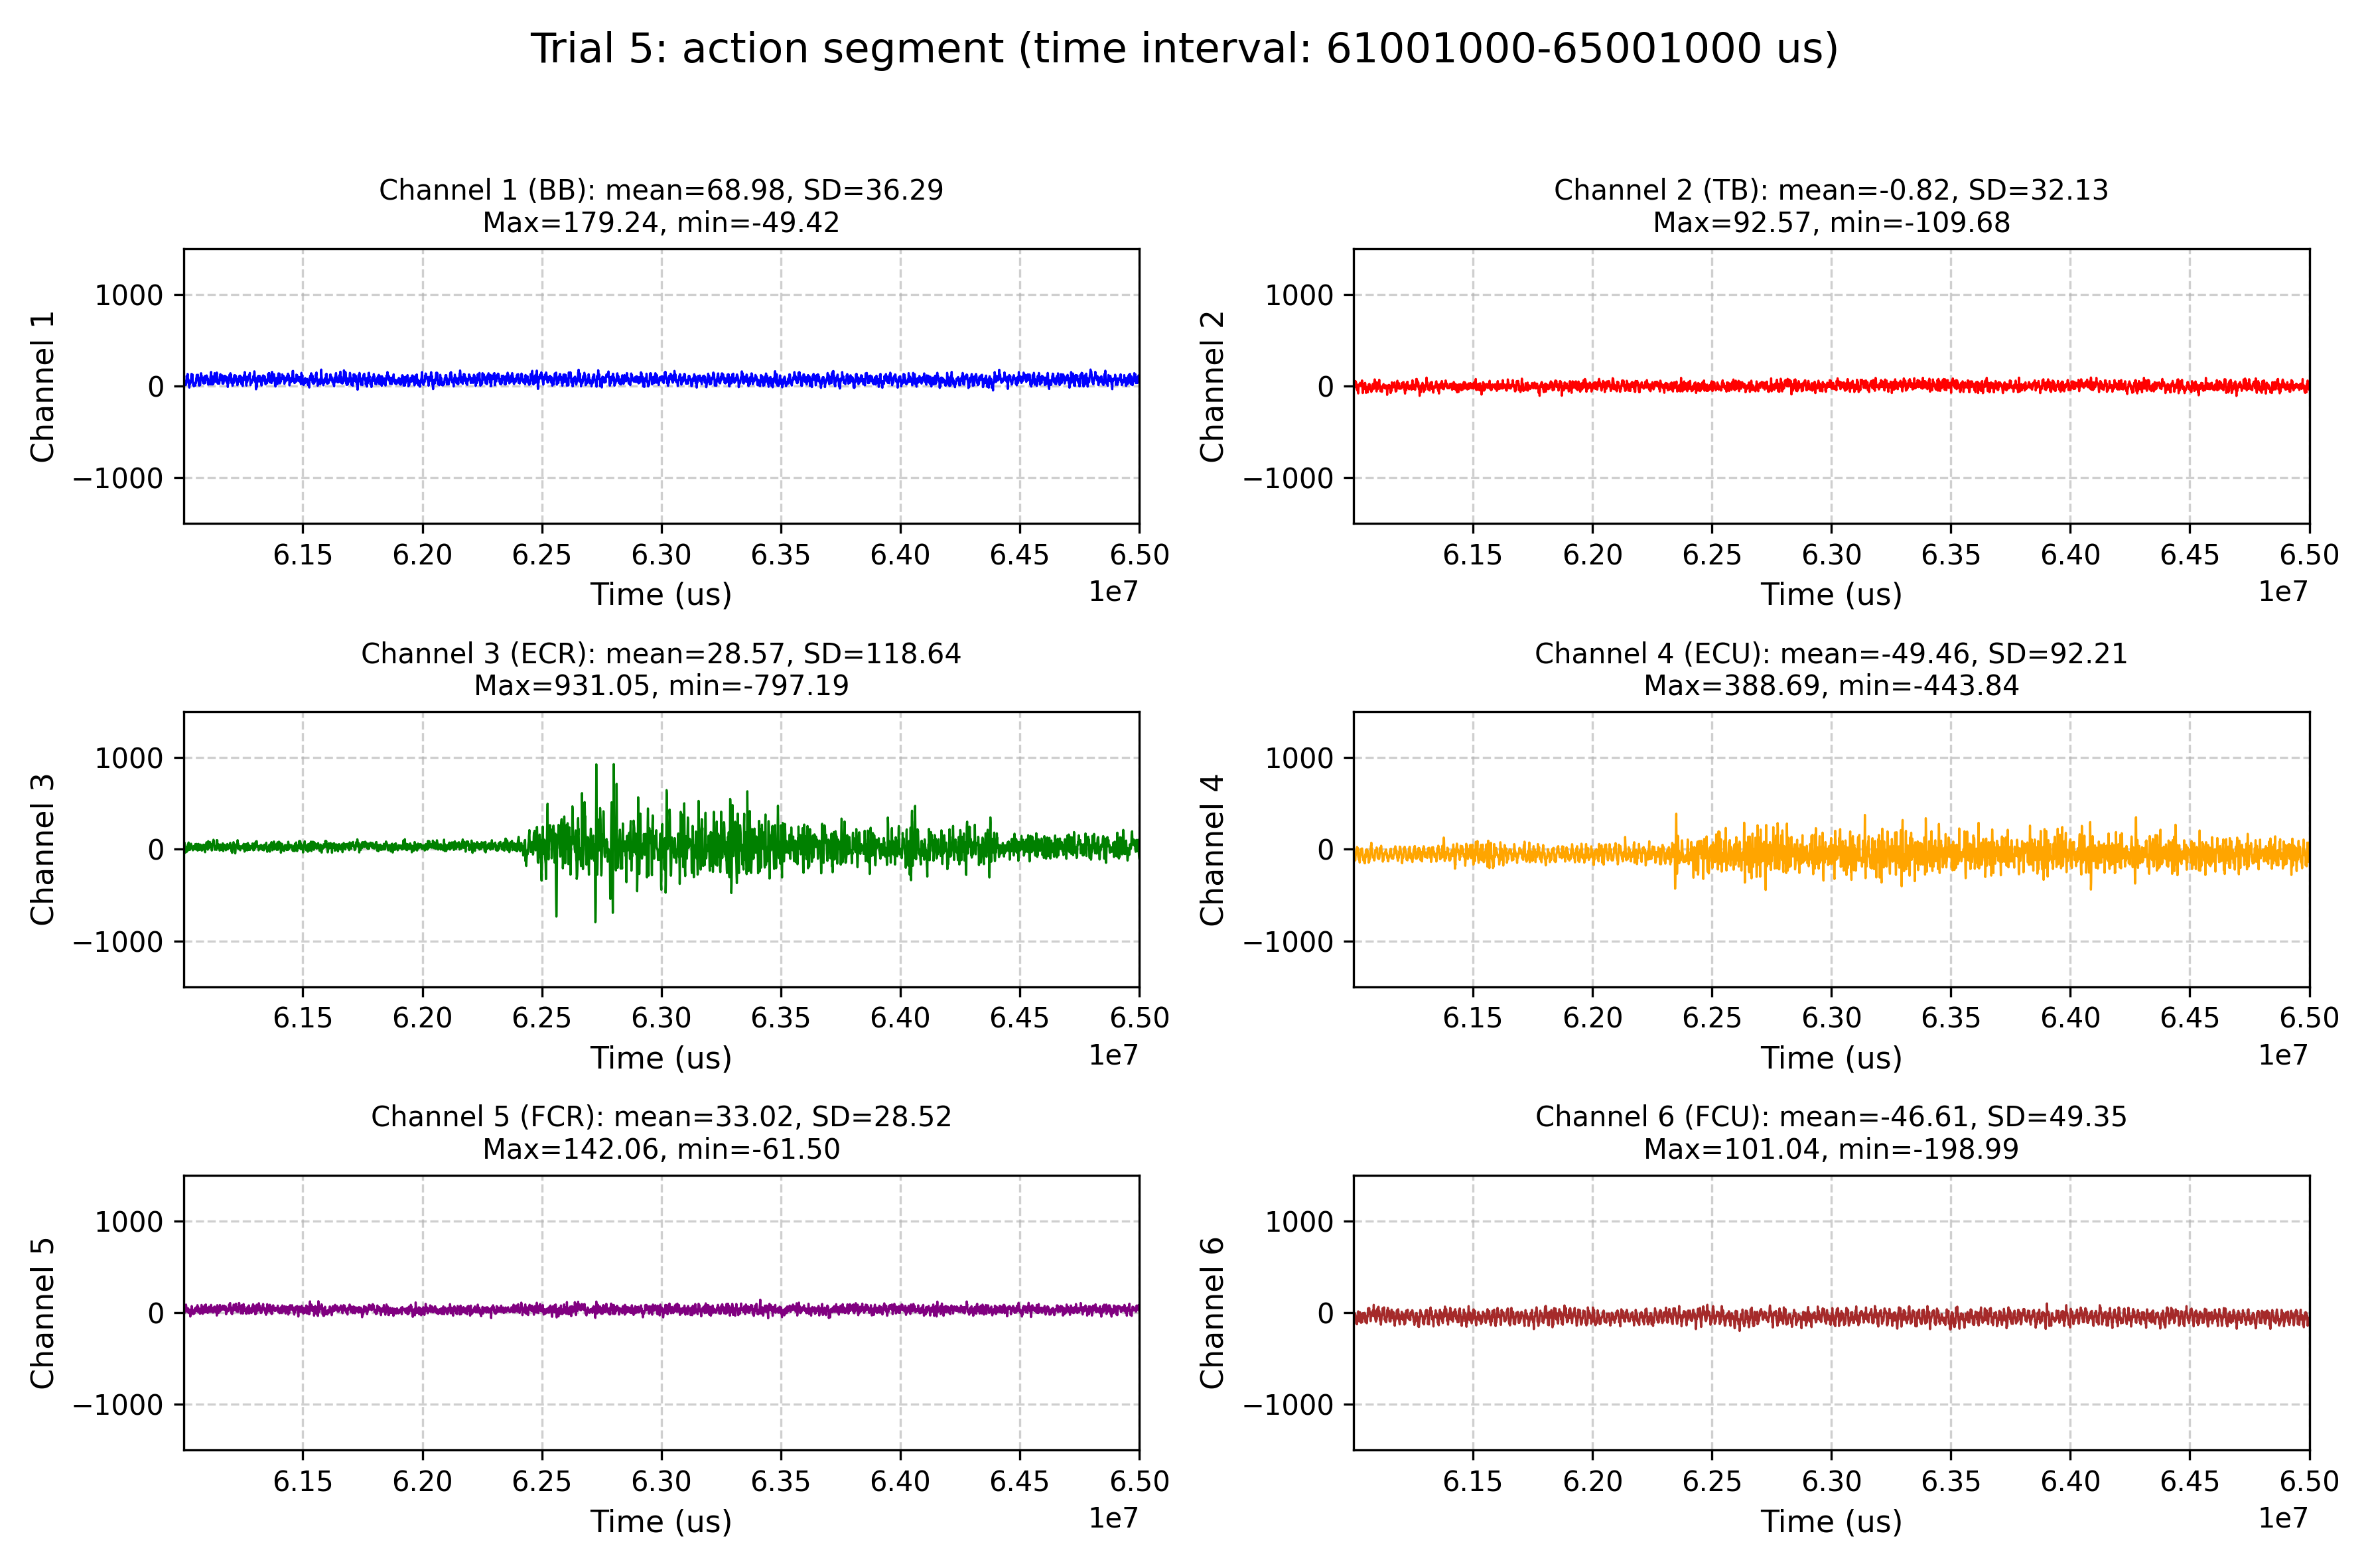 Trial 5: action segment (time interval: 61001000-65001000 us)
Channel 1 (BB): mean=68.98, SD=36.29
Max=179.24, min=-49.42
Channel 1
1000
0
−1000
6.15 6.20 6.25 6.30 6.35 6.40 6.45 6.50
Time (us)
1e7
Channel 2 (TB): mean=-0.82, SD=32.13
Max=92.57, min=-109.68
Channel 2
1000
0
−1000
6.15 6.20 6.25 6.30 6.35 6.40 6.45 6.50
Time (us)
1e7
Channel 3 (ECR): mean=28.57, SD=118.64
Max=931.05, min=-797.19
Channel 3
1000
0
−1000
6.15 6.20 6.25 6.30 6.35 6.40 6.45 6.50
Time (us)
1e7
Channel 4 (ECU): mean=-49.46, SD=92.21
Max=388.69, min=-443.84
Channel 4
1000
0
−1000
6.15 6.20 6.25 6.30 6.35 6.40 6.45 6.50
Time (us)
1e7
Channel 5 (FCR): mean=33.02, SD=28.52
Max=142.06, min=-61.50
Channel 5
1000
0
−1000
6.15 6.20 6.25 6.30 6.35 6.40 6.45 6.50
Time (us)
1e7
Channel 6 (FCU): mean=-46.61, SD=49.35
Max=101.04, min=-198.99
Channel 6
1000
0
−1000
6.15 6.20 6.25 6.30 6.35 6.40 6.45 6.50
Time (us)
1e7